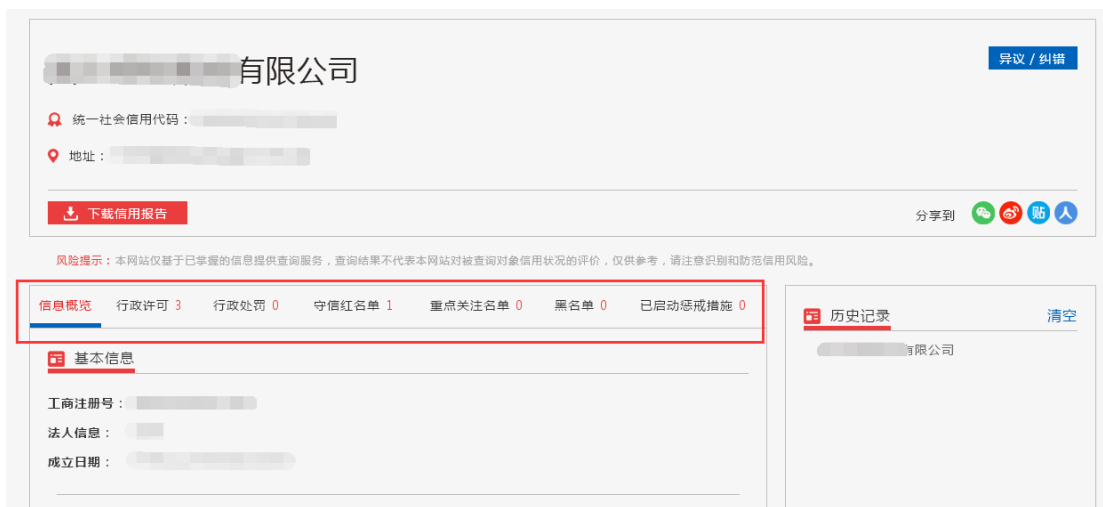 有限公司
异议 / 纠错
统一社会信用代码：
地址：
下载信用报告
分享到
贴
风险提示：本网站仅基于已掌握的信息提供查询服务，查询结果不代表本网站对被查询对象信用状况的评价，仅供参考，请注意识别和防范信用风险。
信息概览 行政许可 3 行政处罚 0 守信红名单 1 重点关注名单 0 黑名单 0 已启动惩戒措施 0
历史记录 清空
有限公司
基本信息
工商注册号：
法人信息：
成立日期：